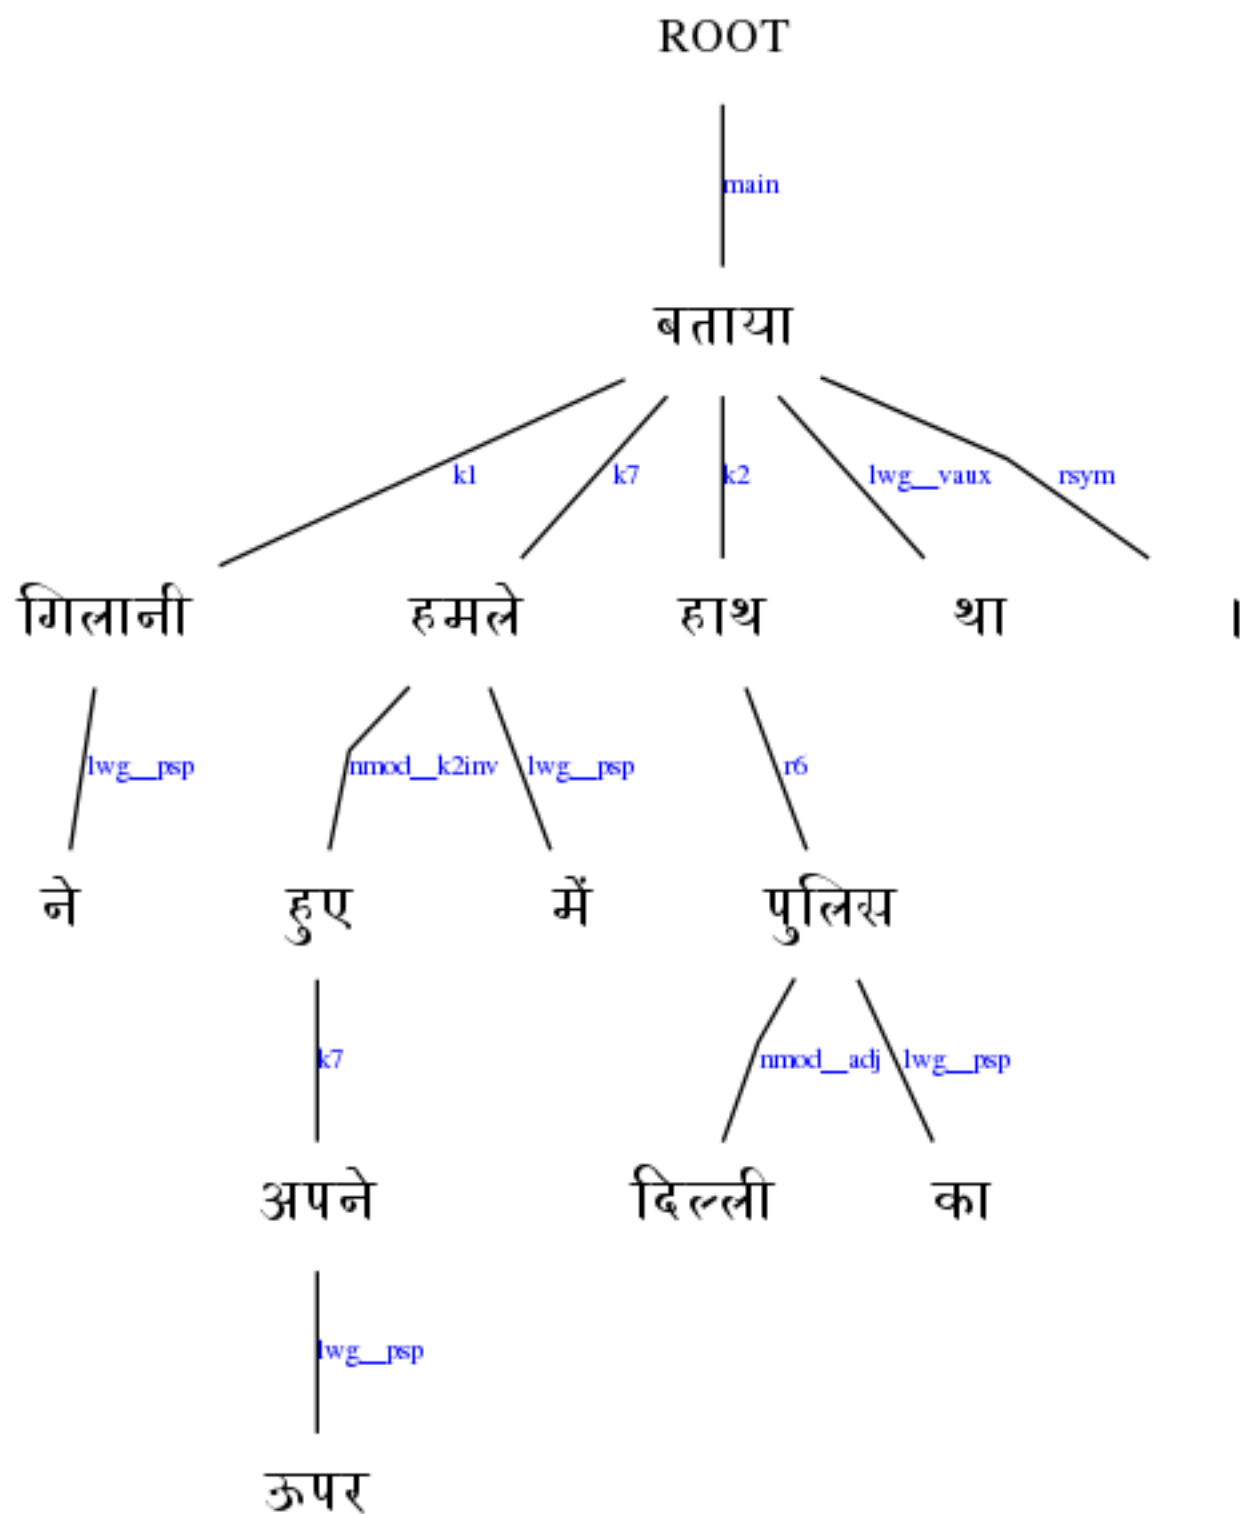 ROOT
main
बताया
k1 k7 k2 lwg__vaux rsym
गिलानी हमले हाथ था ।
lwg__psp nmod__k2inv lwg__psp r6
ने हुए में पुलिस
k7 nmod__adj lwg__psp
अपने दिल्ली का
lwg__psp
ऊपर